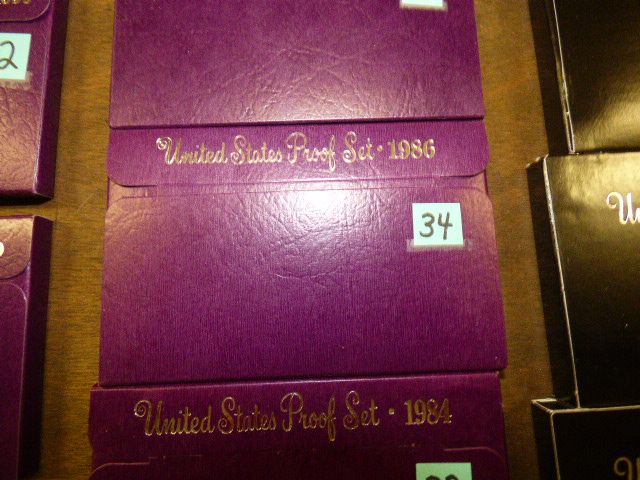 2
United States Proof Set · 1986
34
United States Proof Set · 1984